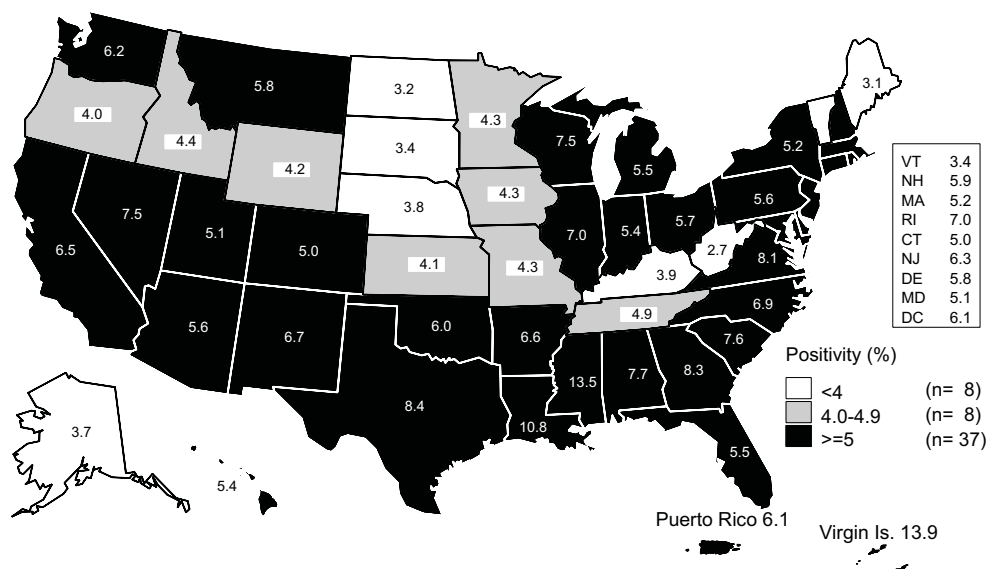 6.2
5.8
3.2
4.3
3.1
4.0
4.4
4.2
3.4
7.5
5.5
5.2
4.3
3.8
5.6
7.5
5.1
5.0
4.1
4.3
7.0
5.4
5.7
2.7
8.1
6.5
3.9
5.6
6.7
6.0
6.6
4.9
6.9
7.6
8.4
10.8
13.5
7.7
8.3
5.5
3.7
5.4
VT 3.4
NH 5.9
MA 5.2
RI 7.0
CT 5.0
NJ 6.3
DE 5.8
MD 5.1
DC 6.1
Positivity (%)
<4 (n= 8)
4.0-4.9 (n= 8)
>=5 (n= 37)
Puerto Rico 6.1
Virgin Is. 13.9